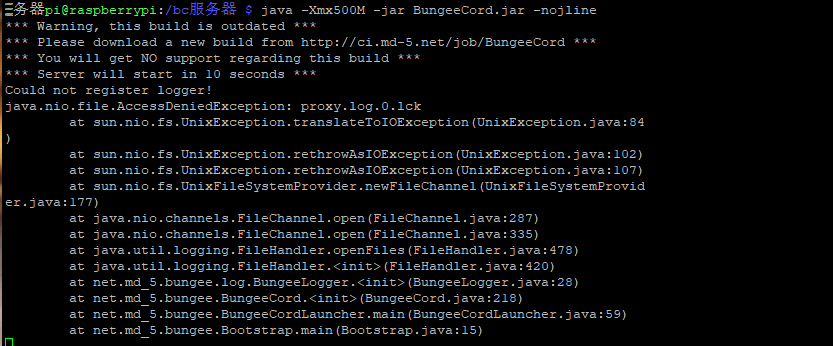 务器pi@raspberrypi:/bc服务器 $ java -Xmx500M -jar BungeeCord.jar -nojline
*** Warning, this build is outdated ***
*** Please download a new build from http://ci.md-5.net/job/BungeeCord ***
*** You will get NO support regarding this build ***
*** Server will start in 10 seconds ***
Could not register logger!
java.nio.file.AccessDeniedException: proxy.log.0.lck
        at sun.nio.fs.UnixException.translateToIOException(UnixException.java:84
)
        at sun.nio.fs.UnixException.rethrowAsIOException(UnixException.java:102)
        at sun.nio.fs.UnixException.rethrowAsIOException(UnixException.java:107)
        at sun.nio.fs.UnixFileSystemProvider.newFileChannel(UnixFileSystemProvid
er.java:177)
        at java.nio.channels.FileChannel.open(FileChannel.java:287)
        at java.nio.channels.FileChannel.open(FileChannel.java:335)
        at java.util.logging.FileHandler.openFiles(FileHandler.java:478)
        at java.util.logging.FileHandler.<init>(FileHandler.java:420)
        at net.md_5.bungee.log.BungeeLogger.<init>(BungeeLogger.java:28)
        at net.md_5.bungee.BungeeCord.<init>(BungeeCord.java:218)
        at net.md_5.bungee.BungeeCordLauncher.main(BungeeCordLauncher.java:59)
        at net.md_5.bungee.Bootstrap.main(Bootstrap.java:15)